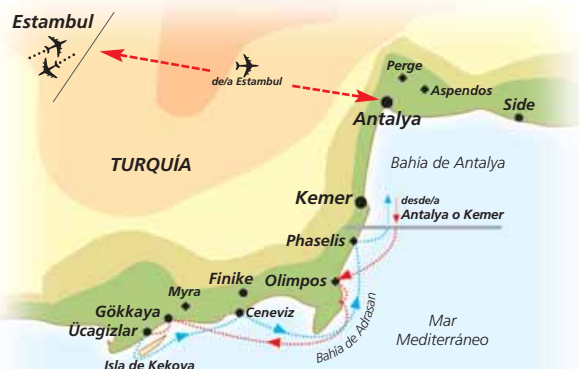 Estambul
de/a Estambul
Perge
Aspendos
Side
Antalya
TURQUÍA
Bahía de Antalya
Kemer
desde/a
Antalya o Kemer
Phaselis
Finike
Olimpos
Myra
Gökkaya
Ceneviz
Ücagizlar
Bahía de Adrasan
Mar
Mediterráneo
Isla de Kekova